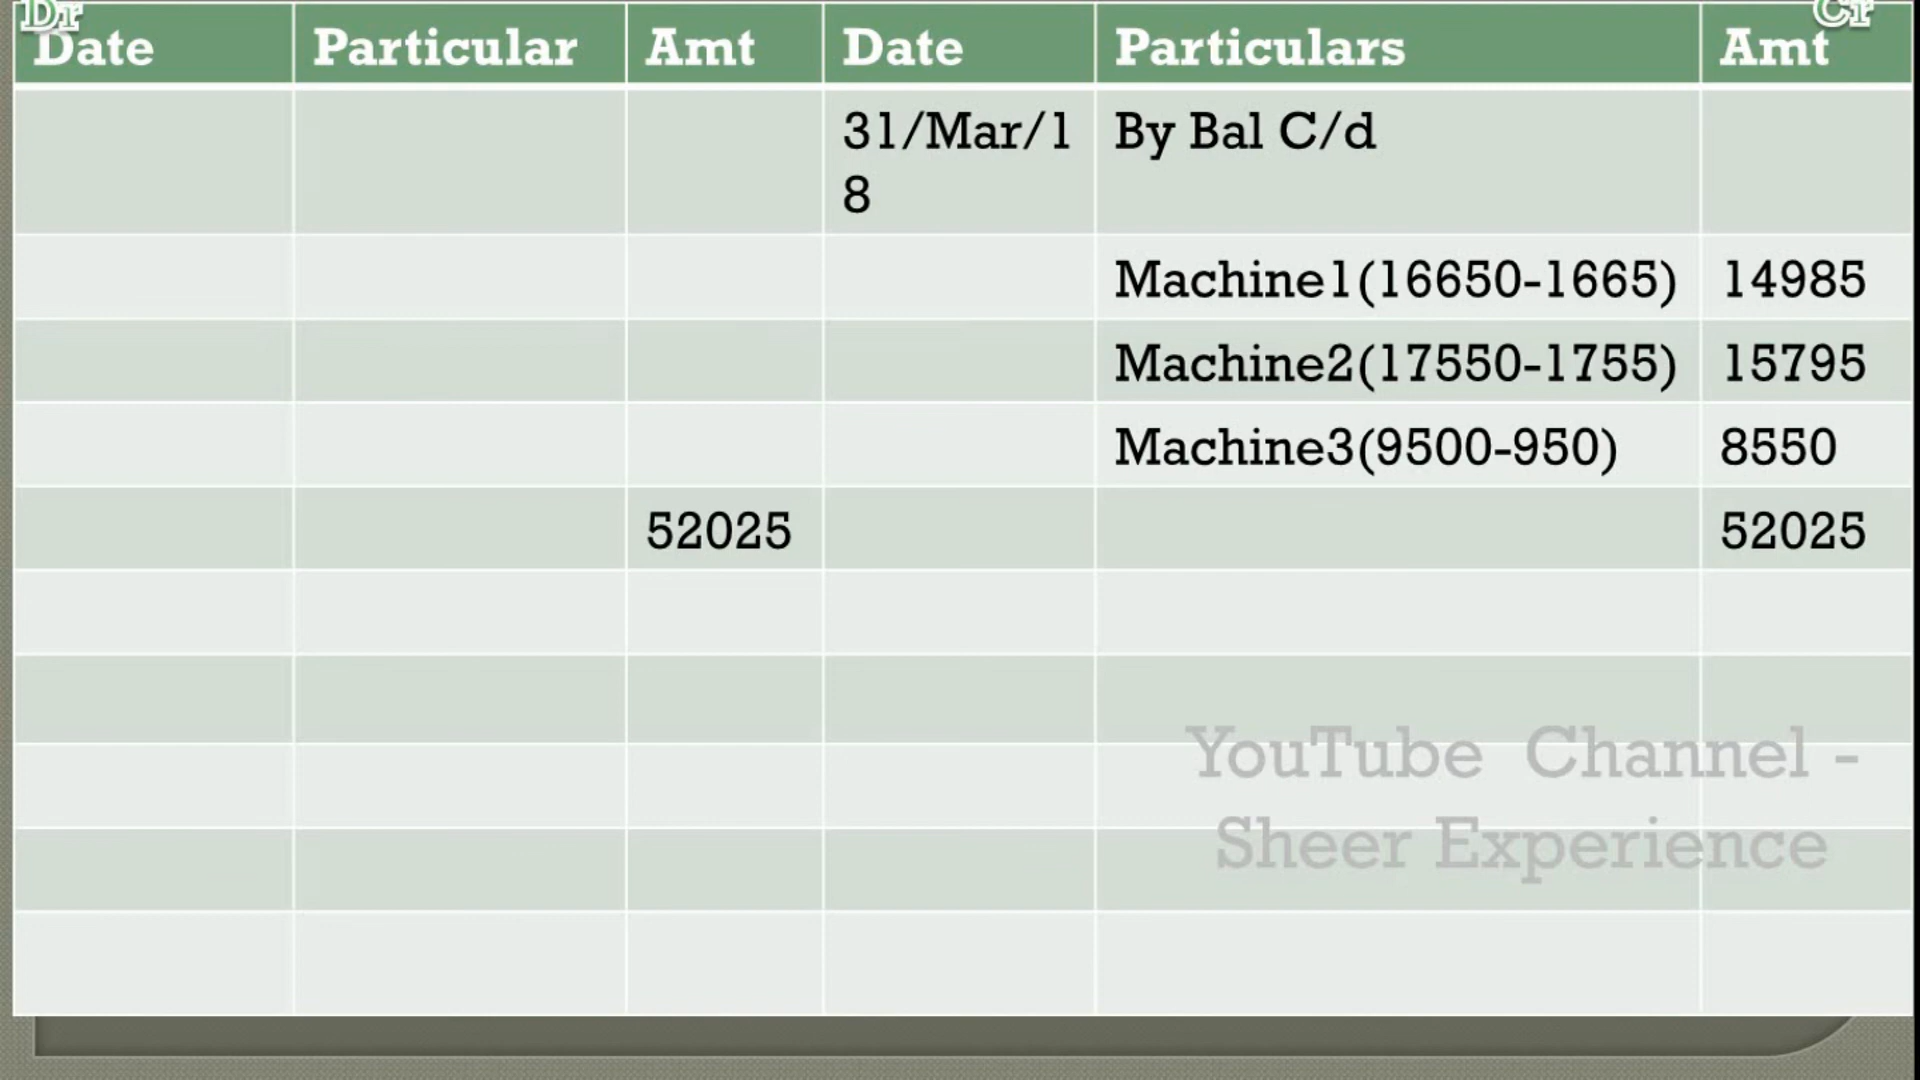 Dr Cr
Date Particular Amt Date Particulars Amt
31/Mar/1 By Bal C/d
8
Machine1(16650-1665) 14985
Machine2(17550-1755) 15795
Machine3(9500-950) 8550
52025 52025
YouTube Channel -
Sheer Experience